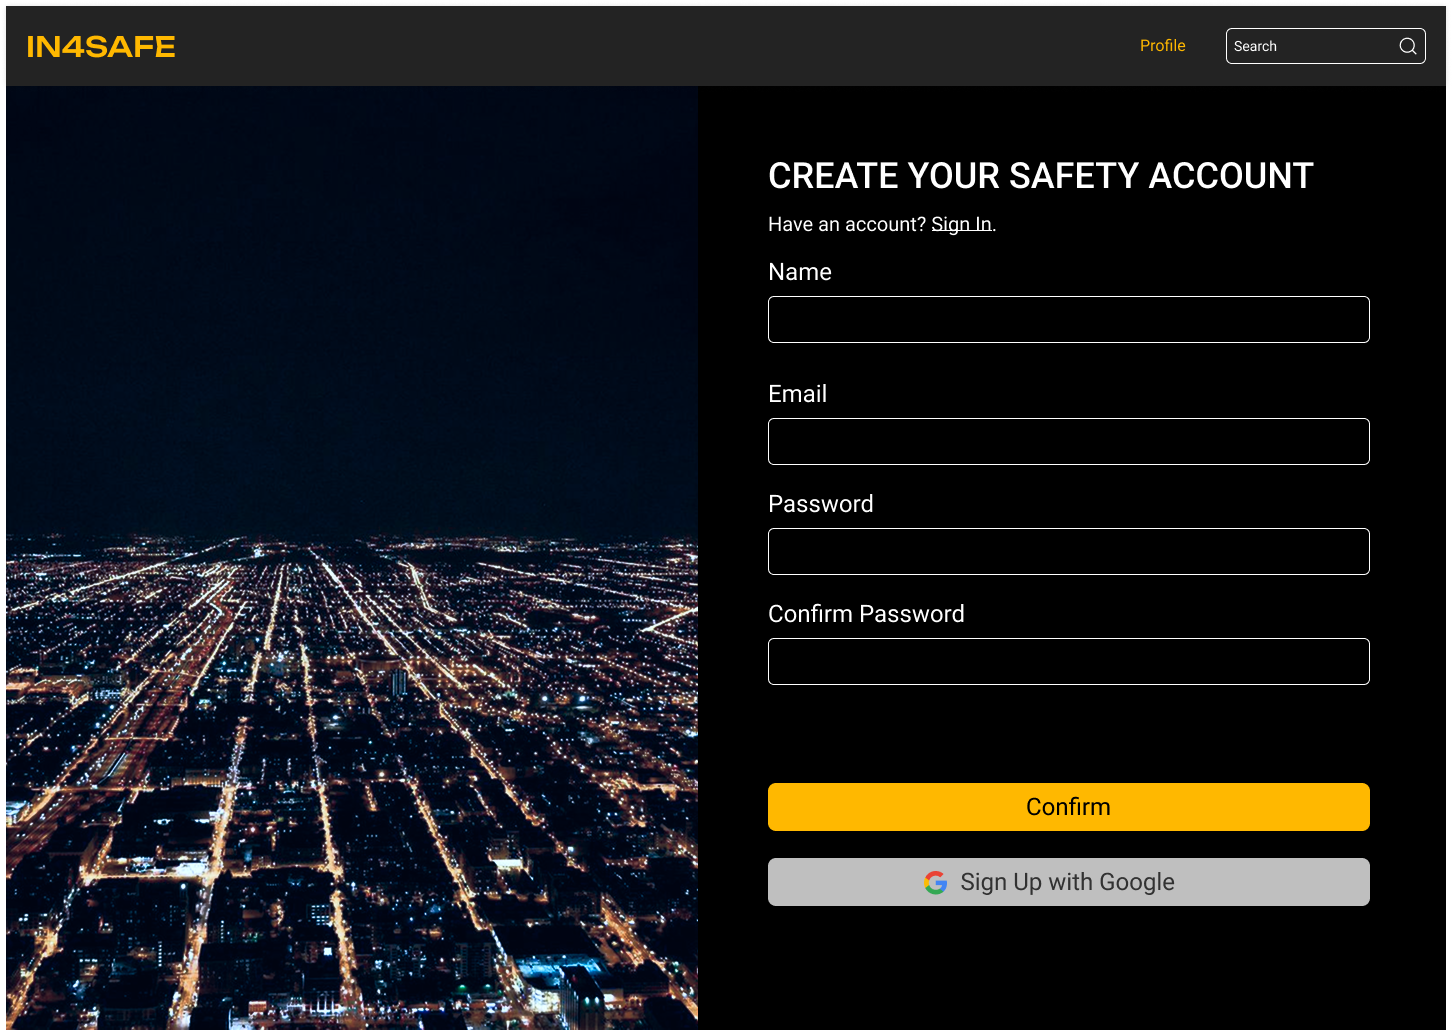 IN4SAFE
Profile
Search
CREATE YOUR SAFETY ACCOUNT
Have an account? Sign In.
Name
Email
Password
Confirm Password
Confirm
Sign Up with Google